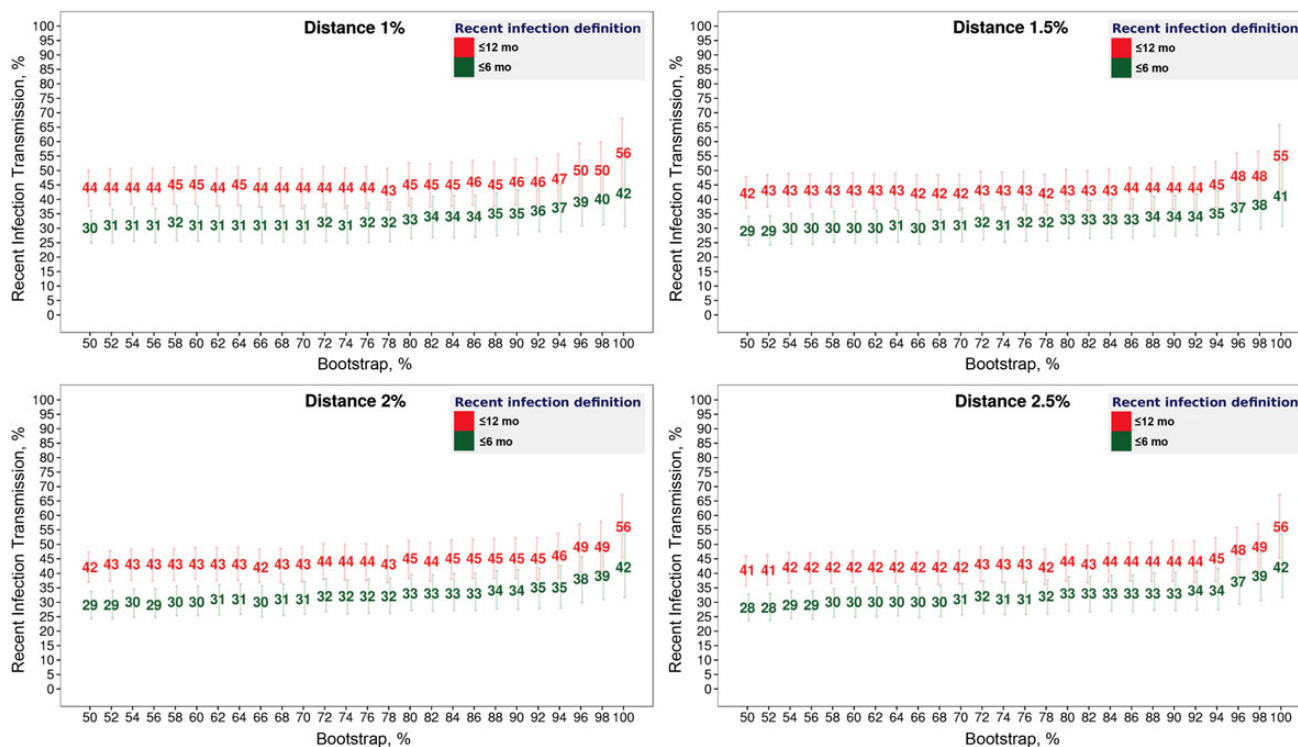 Distance 1%
Recent infection definition
≤12 mo
≤6 mo
Recent Infection Transmission, %
100
95
90
85
80
75
70
65
60
55
50
45
40
35
30
25
20
15
10
5
0
44 44 44 44 45 45 44 45 44 44 44 44 44 44 43 45 45 45 46 45 46 46 47 50 50 56
30 31 31 31 32 31 31 31 31 31 31 32 31 32 32 33 34 34 34 35 35 36 37 39 40 42
50 52 54 56 58 60 62 64 66 68 70 72 74 76 78 80 82 84 86 88 90 92 94 96 98 100
Bootstrap, %
Distance 1.5%
Recent infection definition
≤12 mo
≤6 mo
Recent Infection Transmission, %
100
95
90
85
80
75
70
65
60
55
50
45
40
35
30
25
20
15
10
5
0
42 43 43 43 43 43 43 43 42 42 42 43 43 43 42 43 43 43 44 44 44 44 45 48 48 55
29 29 30 30 30 30 30 31 30 31 31 32 31 32 32 33 33 33 33 34 34 34 35 37 38 41
50 52 54 56 58 60 62 64 66 68 70 72 74 76 78 80 82 84 86 88 90 92 94 96 98 100
Bootstrap, %
Distance 2%
Recent infection definition
≤12 mo
≤6 mo
Recent Infection Transmission, %
100
95
90
85
80
75
70
65
60
55
50
45
40
35
30
25
20
15
10
5
0
42 43 43 43 43 43 43 43 42 43 43 44 44 44 43 45 44 45 45 45 45 45 46 49 49 56
29 29 30 29 30 30 31 31 30 31 31 32 32 32 32 33 33 33 33 34 34 35 35 38 39 42
50 52 54 56 58 60 62 64 66 68 70 72 74 76 78 80 82 84 86 88 90 92 94 96 98 100
Bootstrap, %
Distance 2.5%
Recent infection definition
≤12 mo
≤6 mo
Recent Infection Transmission, %
100
95
90
85
80
75
70
65
60
55
50
45
40
35
30
25
20
15
10
5
0
41 41 42 42 42 42 42 42 42 42 42 43 43 43 42 44 43 44 44 44 44 44 45 48 49 56
28 28 29 29 30 30 30 30 30 30 31 32 31 31 32 33 33 33 33 33 33 34 34 37 39 42
50 52 54 56 58 60 62 64 66 68 70 72 74 76 78 80 82 84 86 88 90 92 94 96 98 100
Bootstrap, %